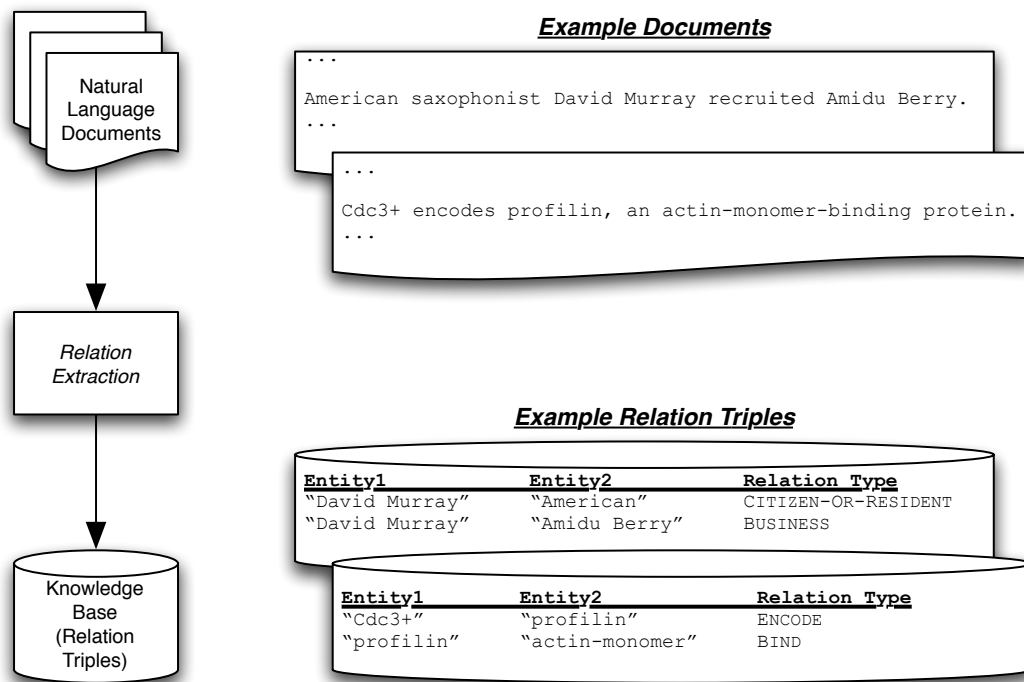 Natural
Language
Documents
Relation
Extraction
Knowledge
Base
(Relation
Triples)
Example Documents
...
American saxophonist David Murray recruited Amidu Berry.
...
...
Cdc3+ encodes profilin, an actin-monomer-binding protein.
...
Example Relation Triples
Entity1 Entity2 Relation Type
“David Murray” “American” CITIZEN-OR-RESIDENT
“David Murray” “Amidu Berry” BUSINESS
Entity1 Entity2 Relation Type
“Cdc3+” “profilin” ENCODE
“profilin” “actin-monomer” BIND